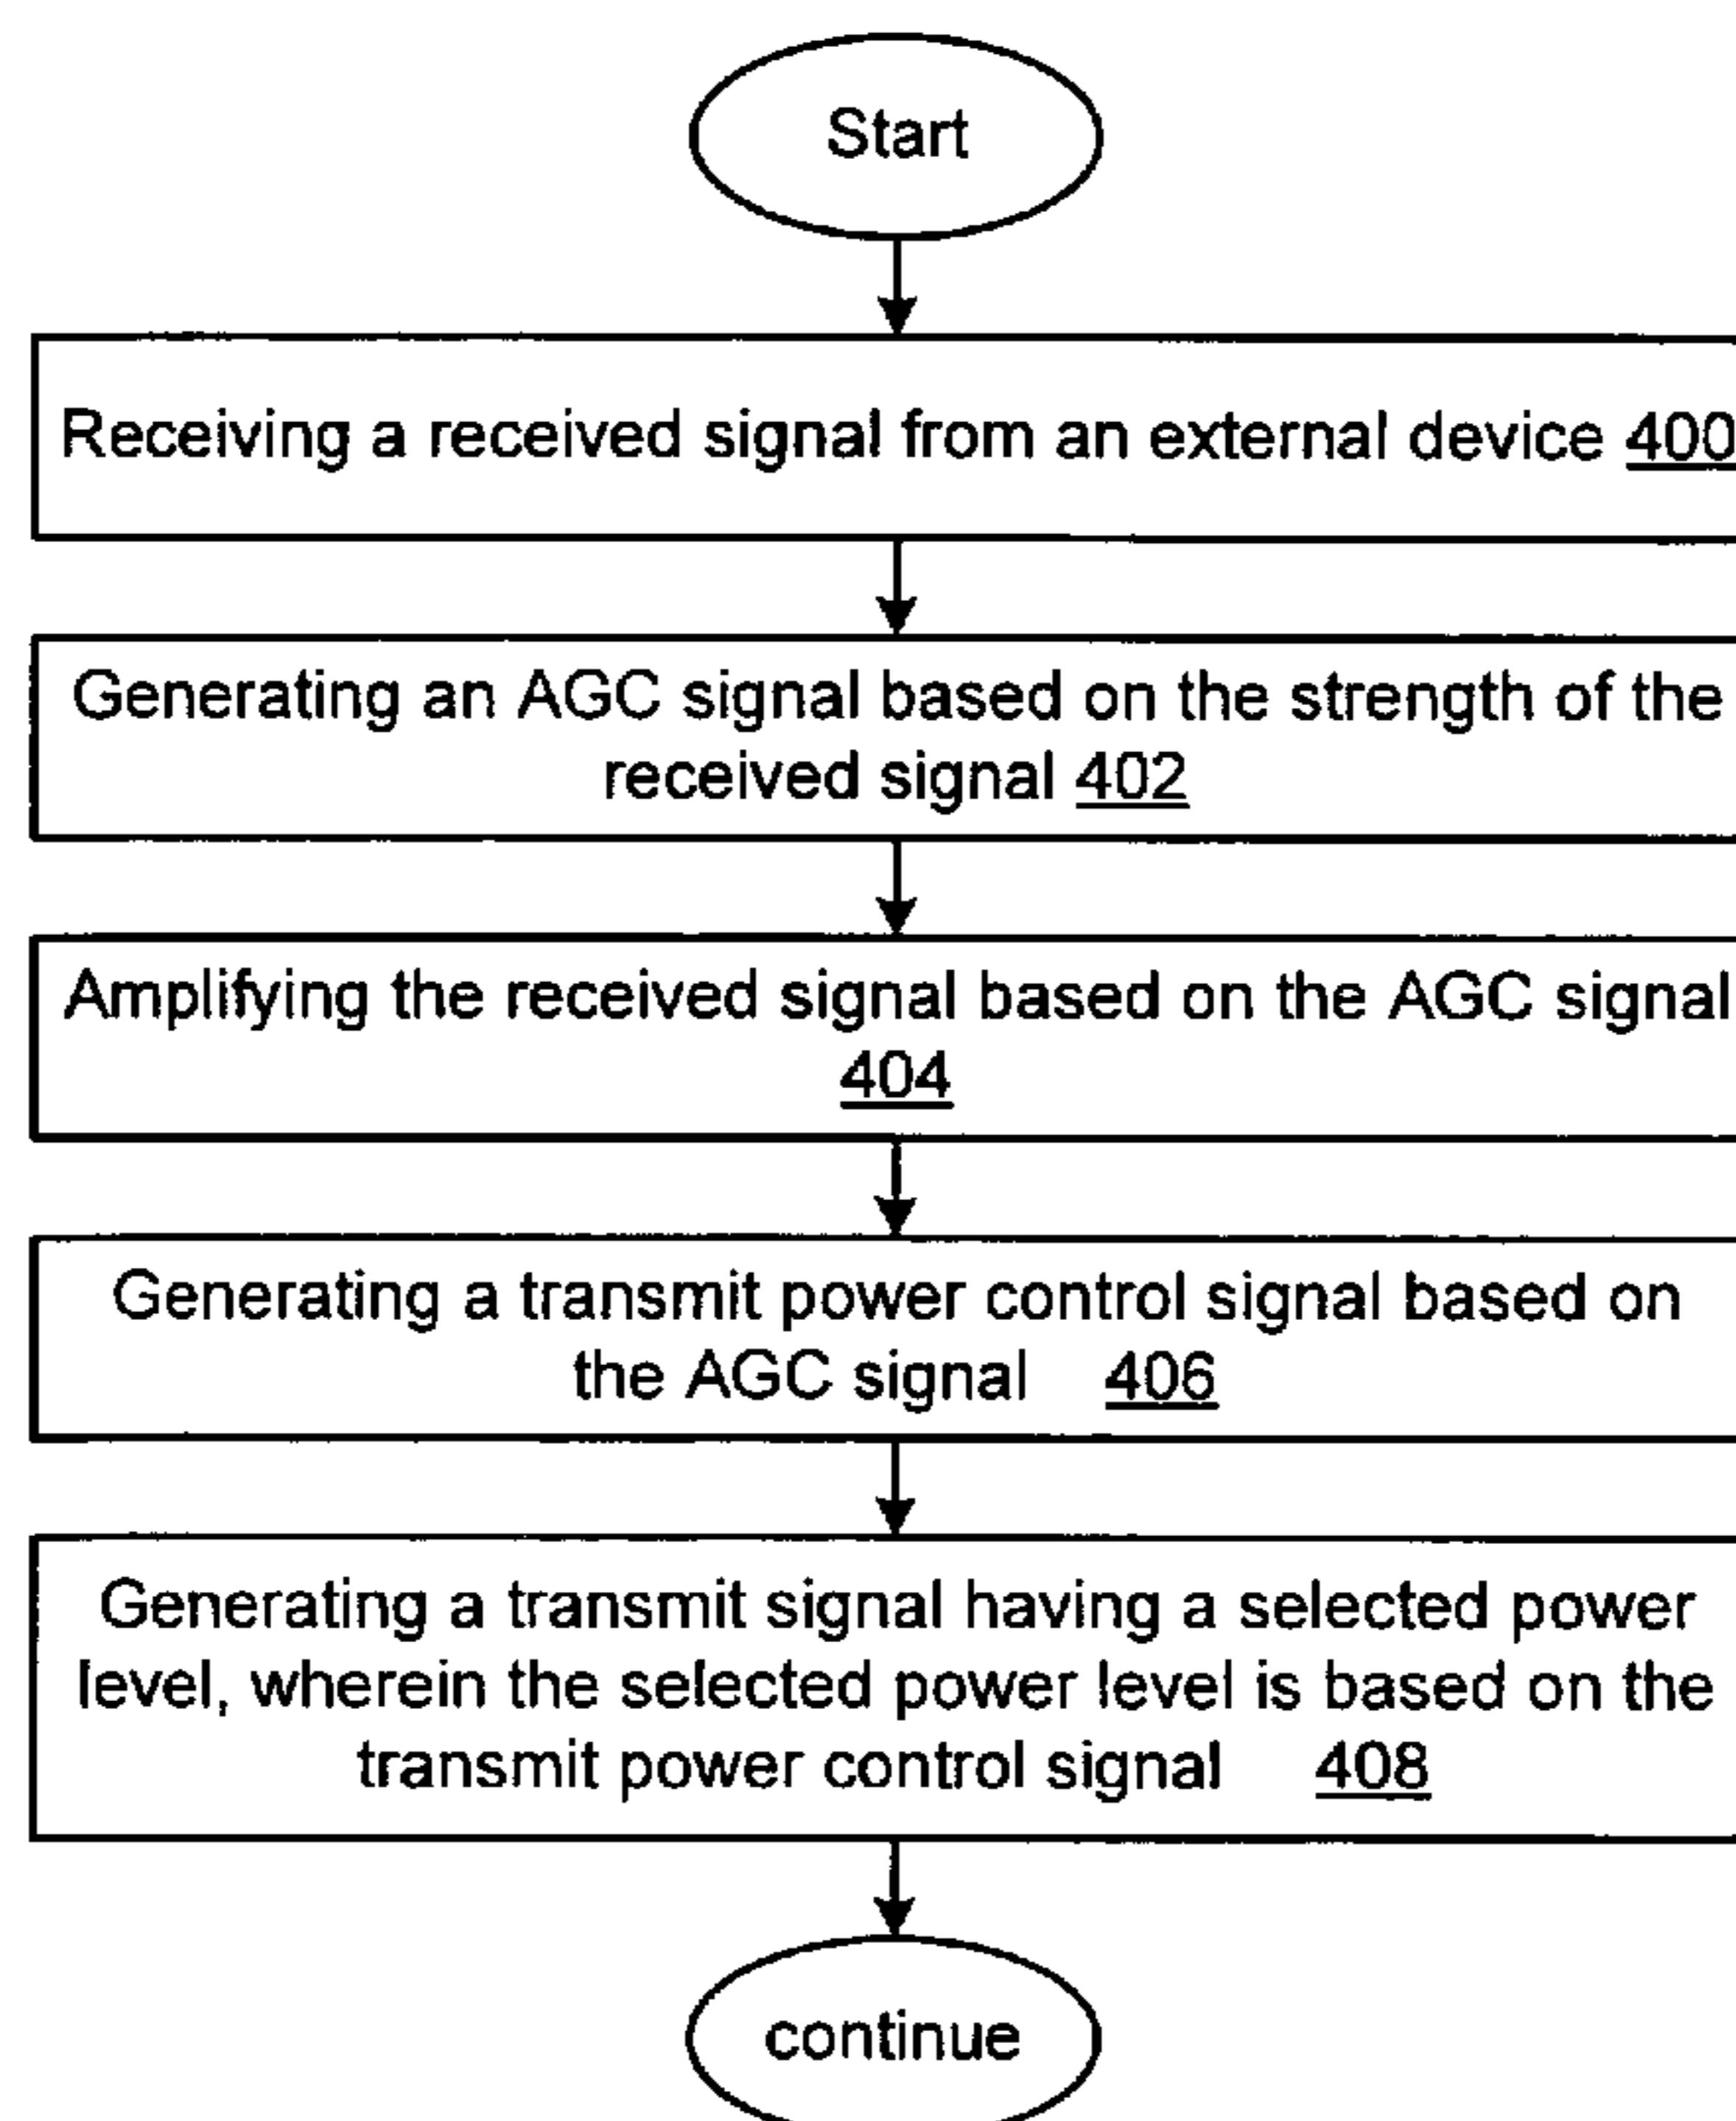 Start
Receiving a received signal from an external device 400
Generating an AGC signal based on the strength of the
received signal 402
Amplifying the received signal based on the AGC signal
404
Generating a transmit power control signal based on
the AGC signal 406
Generating a transmit signal having a selected power
level, wherein the selected power level is based on the
transmit power control signal 408
continue